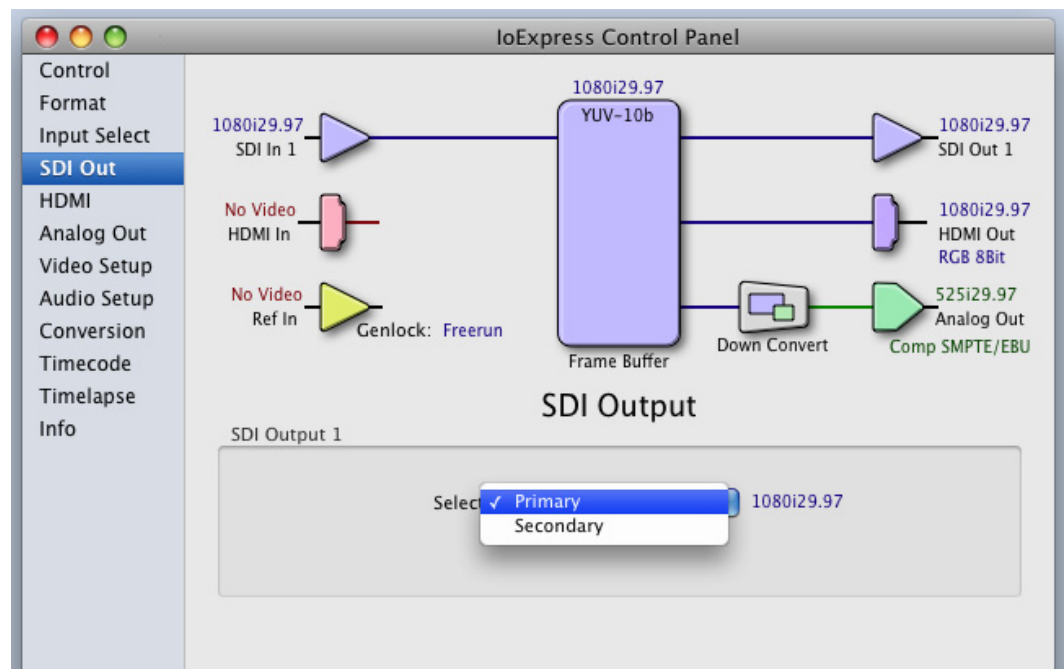 IoExpress Control Panel
Control
Format
Input Select
SDI Out
HDMI
Analog Out
Video Setup
Audio Setup
Conversion
Timecode
Timelapse
Info
1080i29.97
YUV-10b
Frame Buffer
1080i29.97
SDI In 1
No Video
HDMI In
No Video
Ref In
Genlock: Freerun
1080i29.97
SDI Out 1
1080i29.97
HDMI Out
RGB 8Bit
Down Convert
525i29.97
Analog Out
Comp SMPTE/EBU
SDI Output
SDI Output 1
Select
✓ Primary
Secondary
1080i29.97